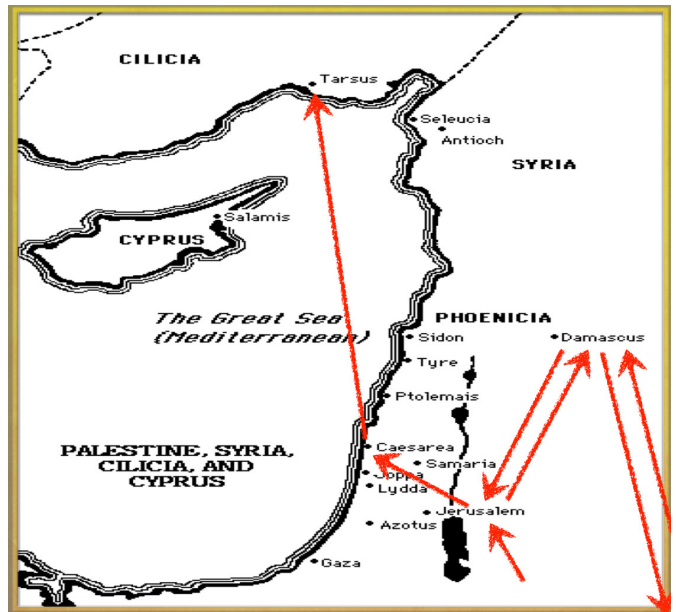 CILICIA
Tarsus
Seleucia
Antioch
SYRIA
Salamis
CYPRUS
The Great Sea
(Mediterranean)
PHOENICIA
Sidon
Damascus
Tyre
Ptolemais
PALESTINE, SYRIA,
CILICIA, AND
CYPRUS
Caesarea
Samaria
Joppa
Lydda
Jerusalem
Azotus
Gaza